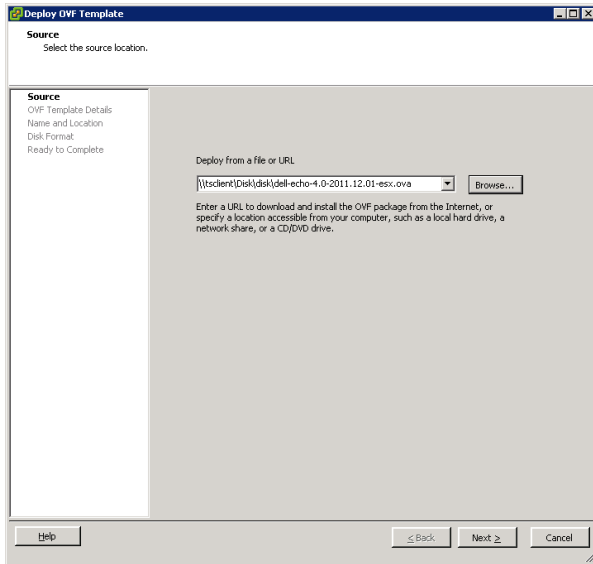 Deploy OVF Template
Source
Select the source location.
Source
OVF Template Details
Name and Location
Disk Format
Ready to Complete
Deploy from a file or URL
\\tsclient\Disk\disk\dell-echo-4.0-2011.12.01-esx.ova
Browse...
Enter a URL to download and install the OVF package from the Internet, or
specify a location accessible from your computer, such as a local hard drive, a
network share, or a CD/DVD drive.
Help
< Back
Next >
Cancel